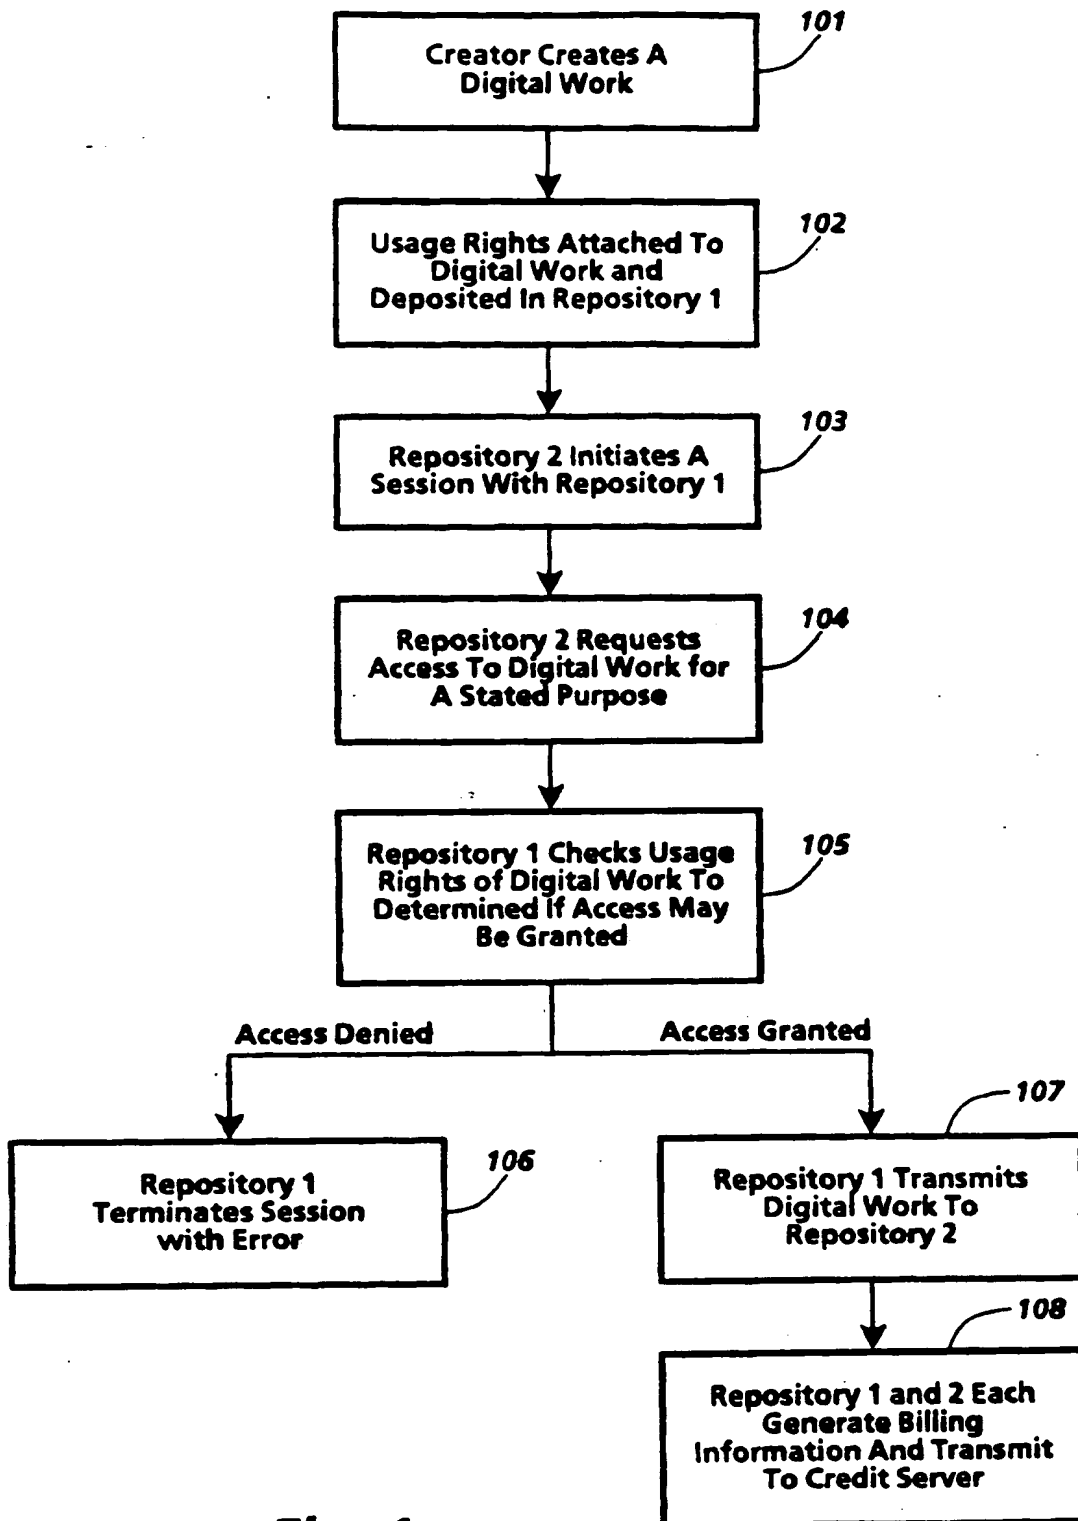 101
Creator Creates A
Digital Work
102
Usage Rights Attached To
Digital Work and
Deposited In Repository 1
103
Repository 2 Initiates A
Session With Repository 1
104
Repository 2 Requests
Access To Digital Work for
A Stated Purpose
105
Repository 1 Checks Usage
Rights of Digital Work To
Determined If Access May
Be Granted
Access Denied
Access Granted
106
Repository 1
Terminates Session
with Error
107
Repository 1 Transmits
Digital Work To
Repository 2
108
Repository 1 and 2 Each
Generate Billing
Information And Transmit
To Credit Server